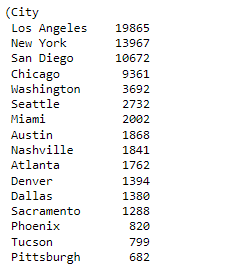 (City
Los Angeles 19865
New York 13967
San Diego 10672
Chicago 9361
Washington 3692
Seattle 2732
Miami 2002
Austin 1868
Nashville 1841
Atlanta 1762
Denver 1394
Dallas 1380
Sacramento 1288
Phoenix 820
Tucson 799
Pittsburgh 682